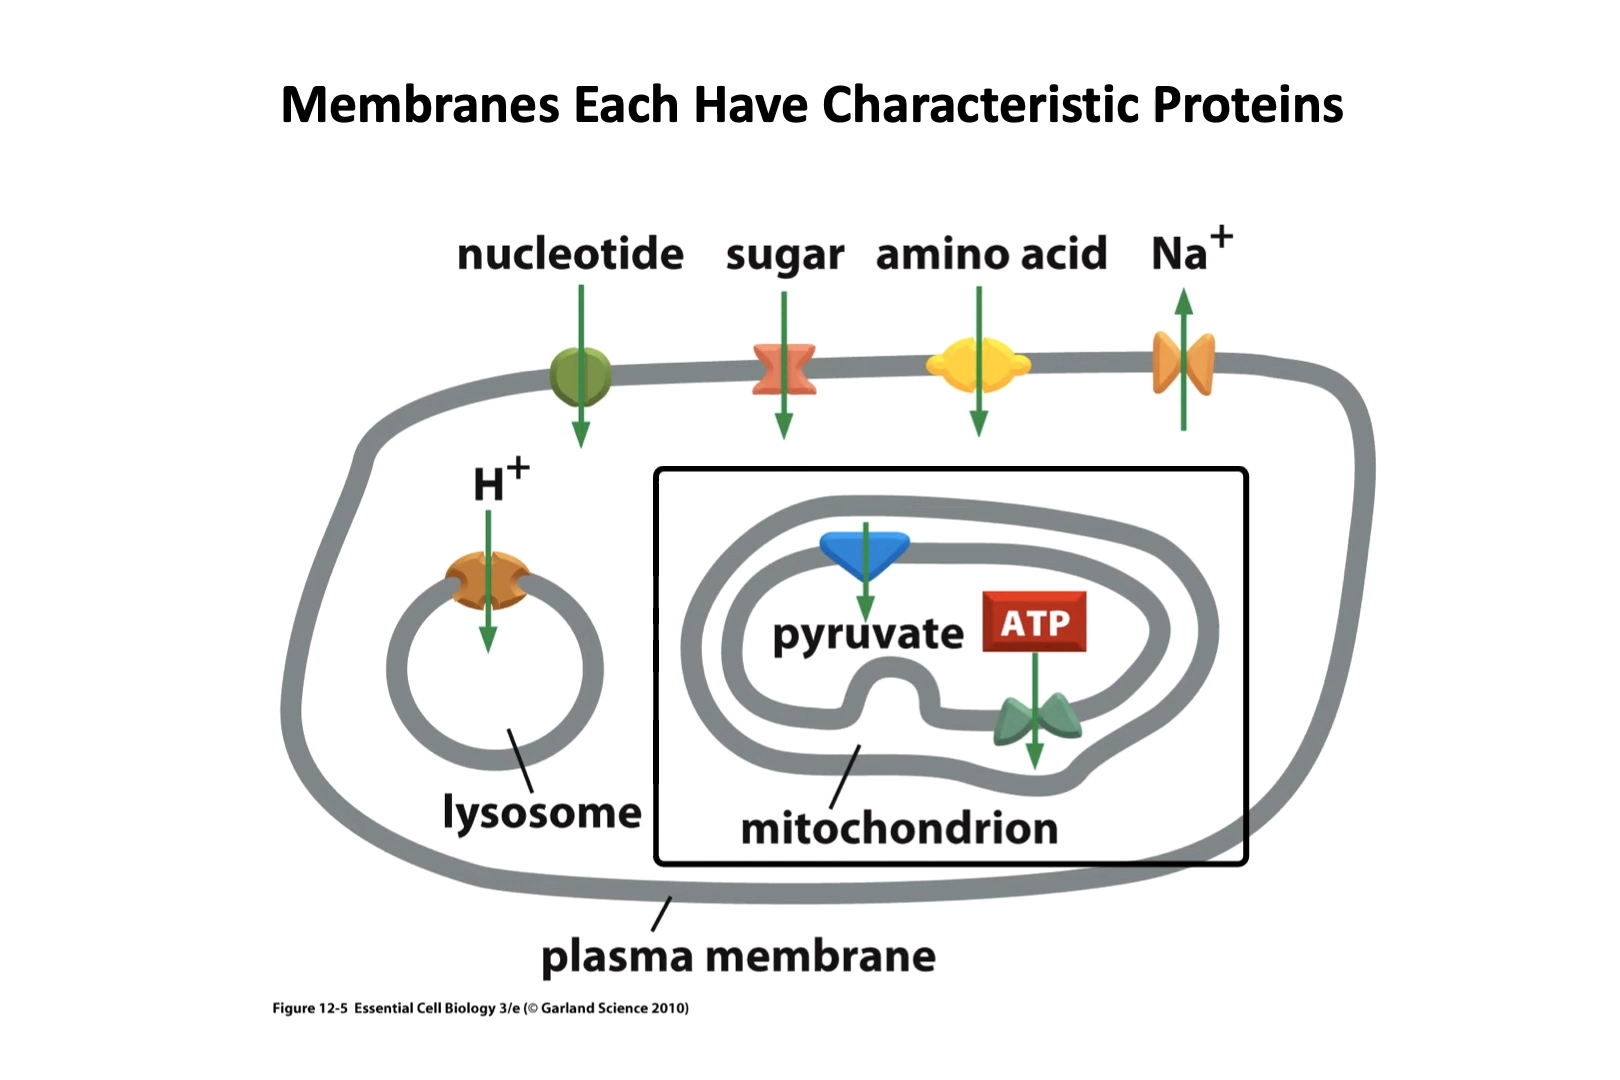 Membranes Each Have Characteristic Proteins
nucleotide sugar amino acid Na+
H+
pyruvate ATP
lysosome
mitochondrion
plasma membrane
Figure 12-5 Essential Cell Biology 3/e (© Garland Science 2010)